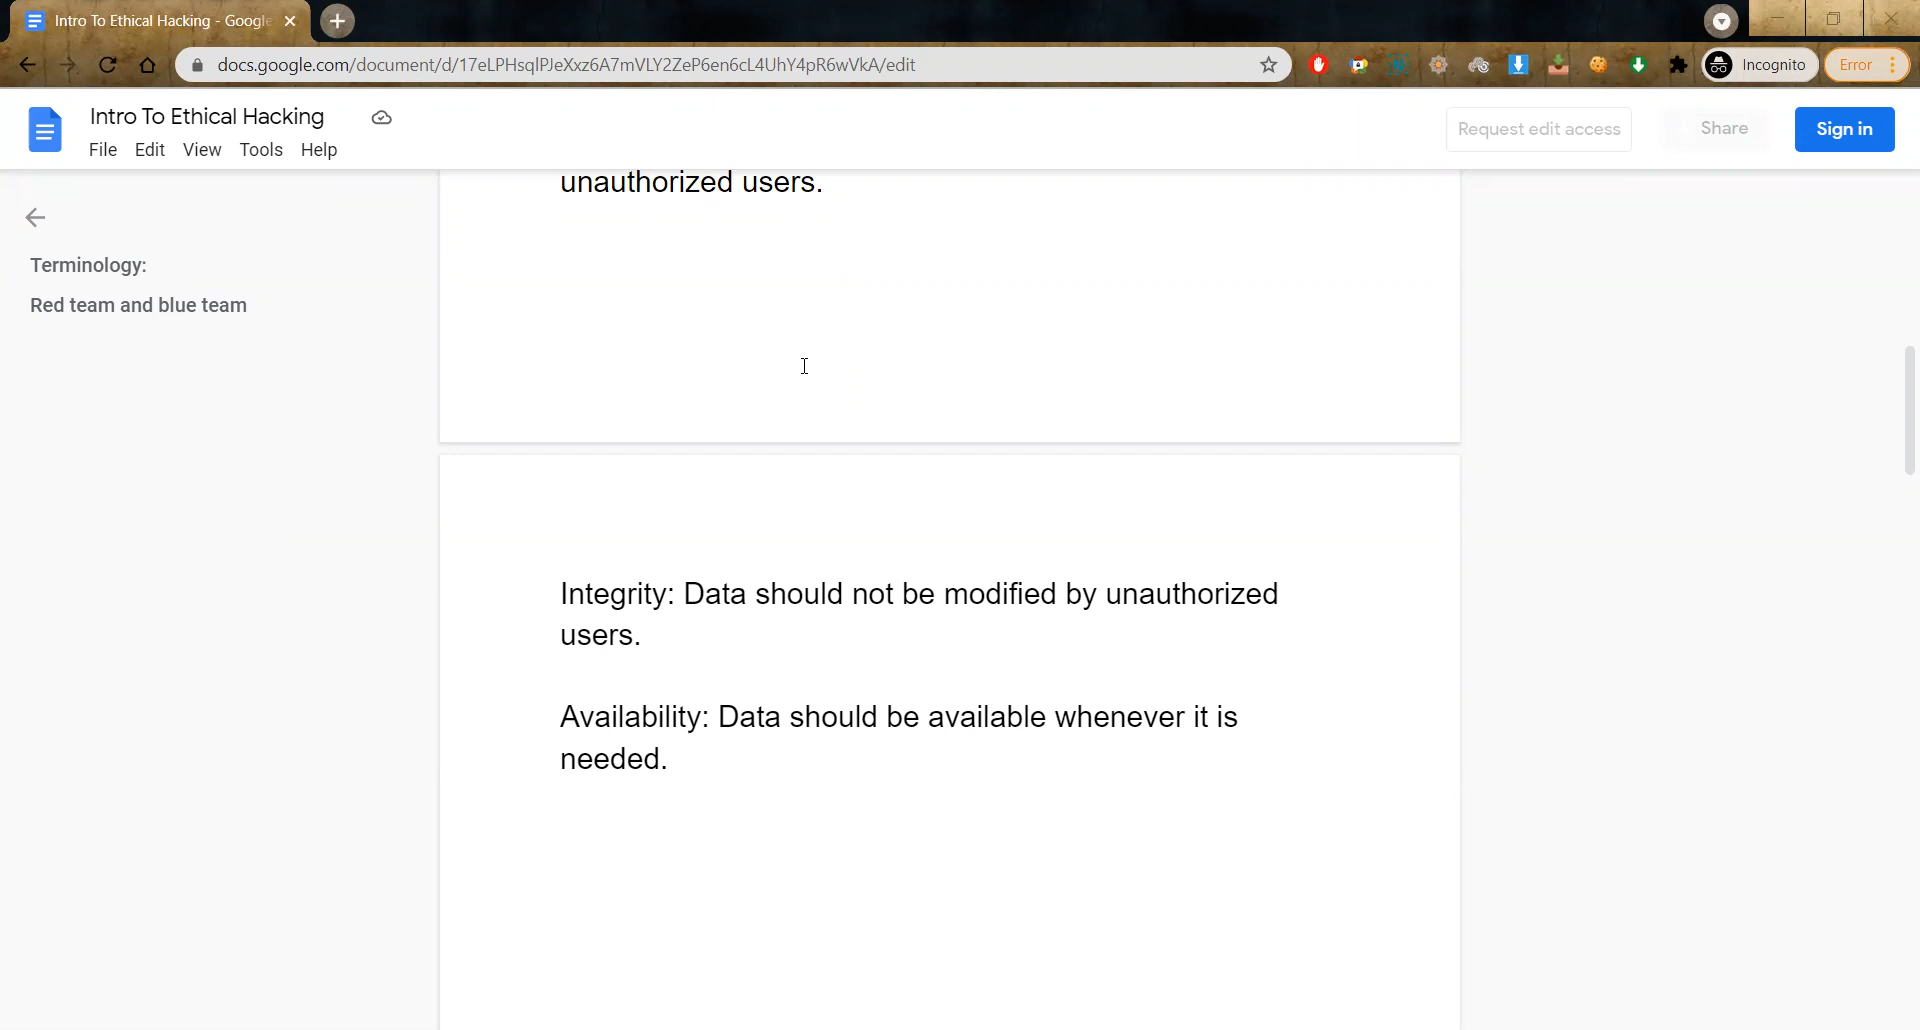 Intro To Ethical Hacking - Google
docs.google.com/document/d/17eLPHsqlPJeXxz6A7mVLY2ZeP6en6cL4UhY4pR6wVkA/edit
Incognito
Error
Intro To Ethical Hacking
File Edit View Tools Help
Request edit access
Share
Sign in
unauthorized users.
Terminology:
Red team and blue team
Integrity: Data should not be modified by unauthorized
users.
Availability: Data should be available whenever it is
needed.